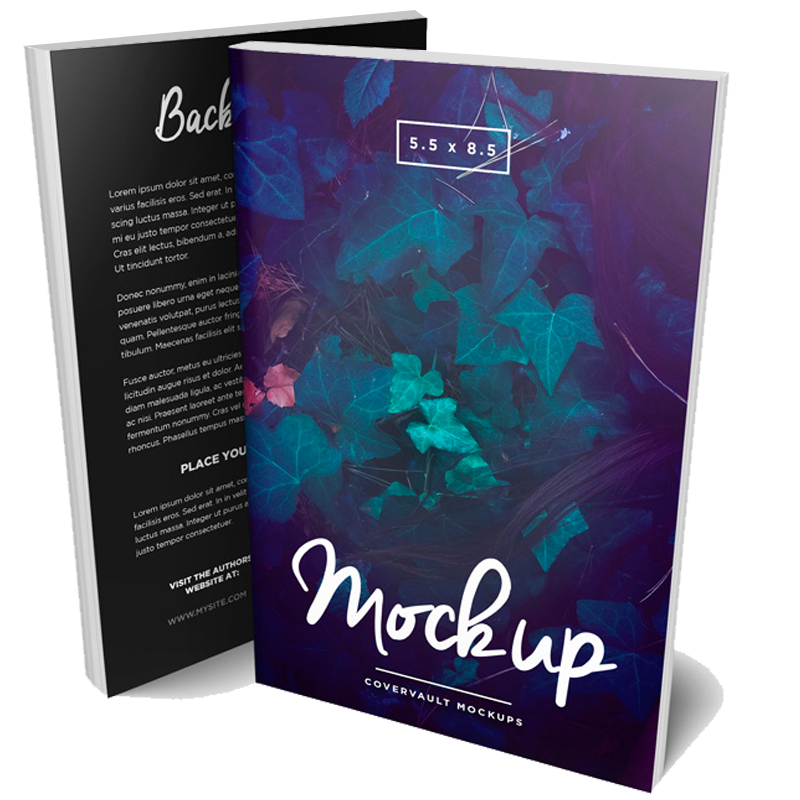 Back
Lorem ipsum dolor sit amet,
varius facilisis eros. Sed erat. In
scing luctus massa. Integer ut p
mi eu justo tempor consectetue
Cras elit lectus, bibendum a, ad
Ut tincidunt tortor.
Donec nonummy, enim in lacini
posuere libero urna eget neque
venenatis volutpat, purus lectus
quam. Pellentesque auctor fring
tibulum. Maecenas facilisis elit s
Fusce auctor, metus eu ultricies
licitudin augue risus et dolor. Ae
diam malesuada ligula, ac vesti
ac nisi. Praesent laoreet ante te
fermentum nonummy. Cras vel
rhoncus. Phasellus tempus mas
PLACE YOU
Lorem ipsum dolor sit amet, con
facilisis eros. Sed erat. In in velit
luctus massa. Integer ut purus a
justo tempor consectetuer.
VISIT THE AUTHORS
WEBSITE AT:
WWW.MYSITE.COM
5.5 x 8.5
Mockup
COVERVAULT MOCKUPS